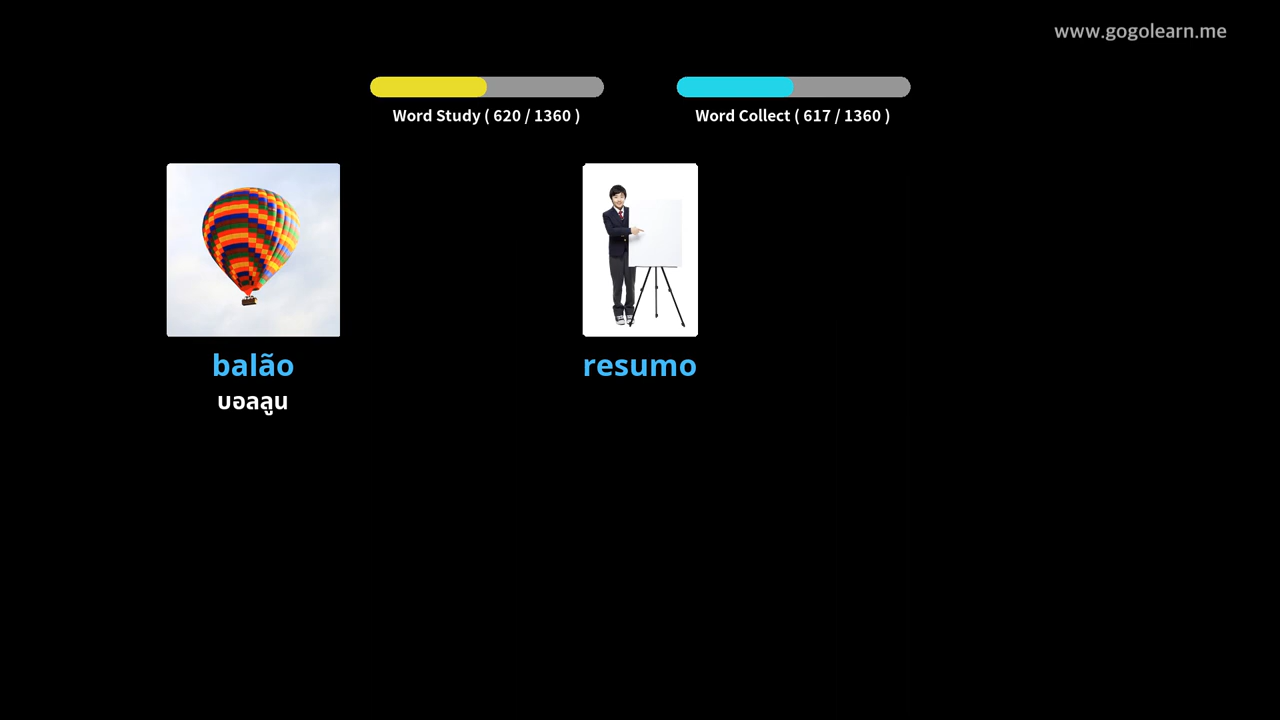 www.gogolearn.me
Word Study ( 620 / 1360 )
Word Collect ( 617 / 1360 )
balão
บอลลูน
resumo